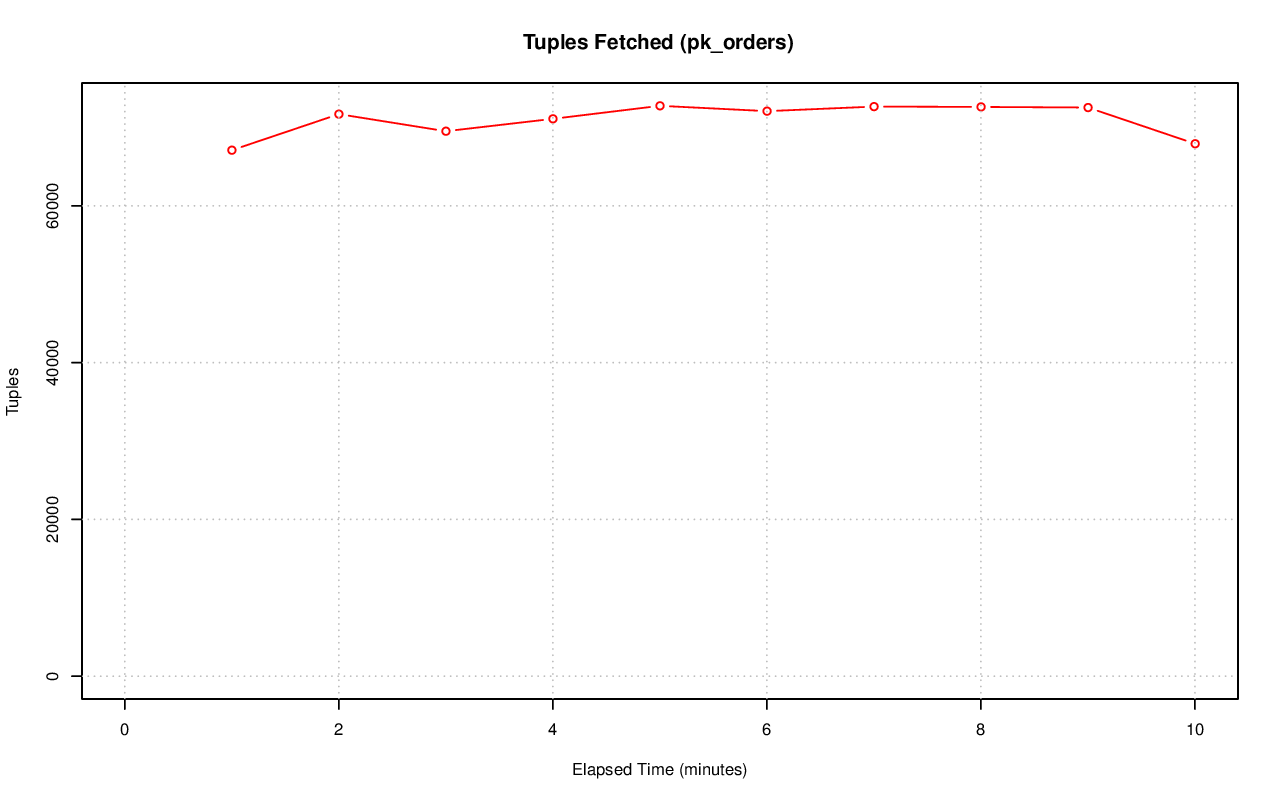 Tuples Fetched (pk_orders)
Tuples
60000
40000
20000
0
0 2 4 6 8 10
Elapsed Time (minutes)